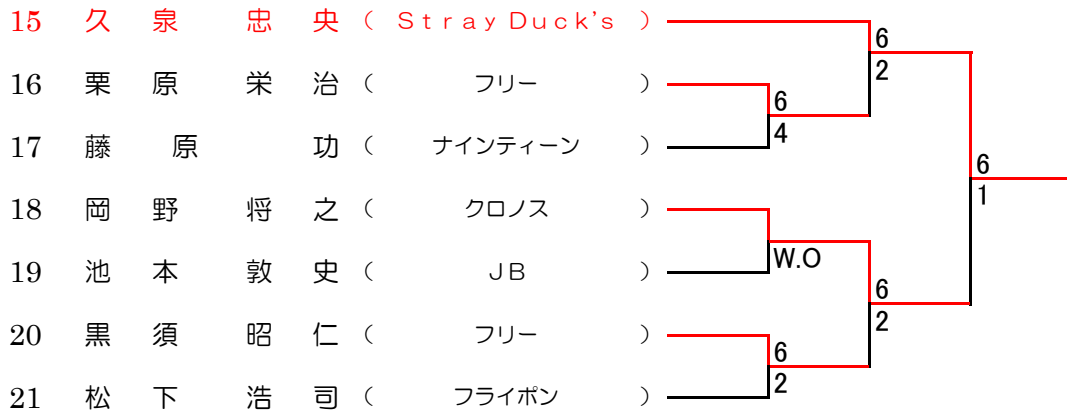 15 久泉 忠央 ( Stray Duck's )
6
2
16 栗原 栄治 ( フリー )
6
4
17 藤原 功 ( ナインティーン )
6
1
18 岡野 将之 ( クロノス )
W.O
19 池本 敦史 ( JB )
6
2
20 黒須 昭仁 ( フリー )
6
2
21 松下 浩司 ( フライポン )